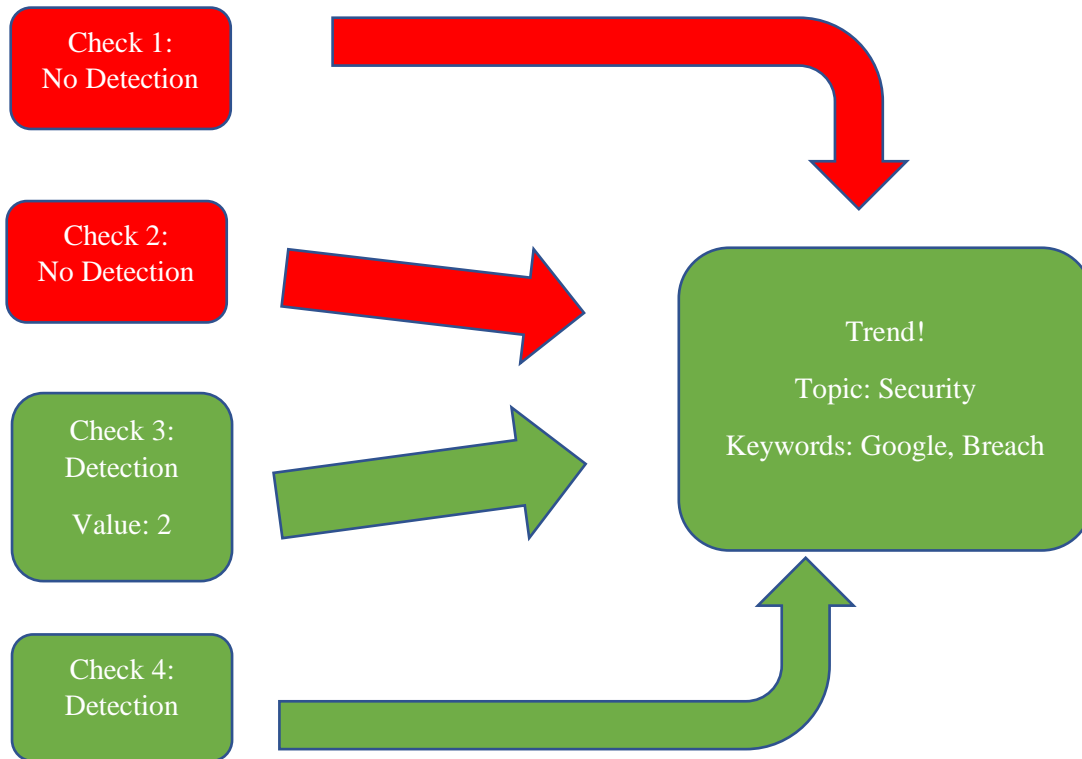 Check 1:
No Detection
Check 2:
No Detection
Check 3:
Detection
Value: 2
Check 4:
Detection
Trend!
Topic: Security
Keywords: Google, Breach